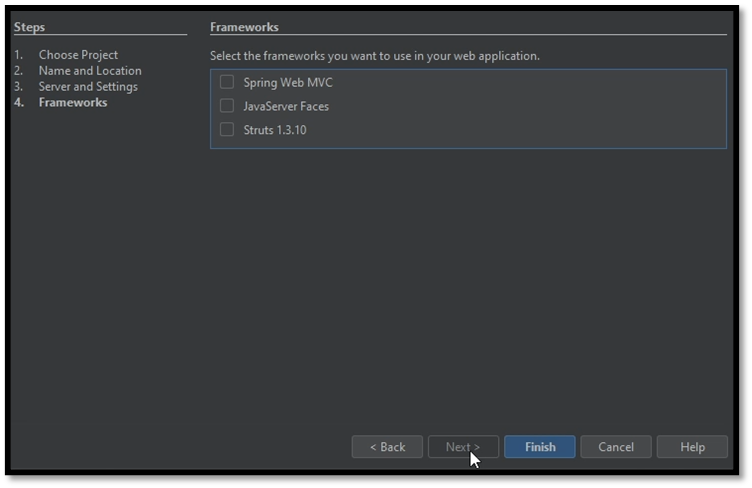 Steps
1. Choose Project
2. Name and Location
3. Server and Settings
4. Frameworks
Frameworks
Select the frameworks you want to use in your web application.
Spring Web MVC
JavaServer Faces
Struts 1.3.10
< Back
Next >
Finish
Cancel
Help